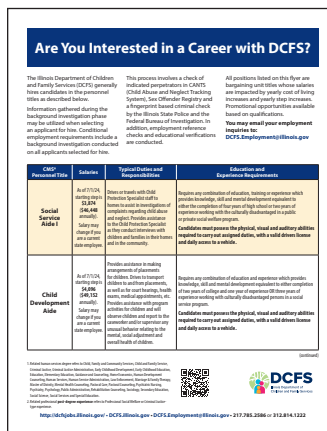 Are You Interested in a Career with DCFS?
The Illinois Department of Children
and Family Services (DCFS) generally
hires candidates in the personnel
titles as described below.
Information gathered during the
background investigation phase
may be utilized when selecting
an applicant for hire. Conditional
employment requirements include a
background investigation conducted
on all applicants selected for hire.
This process involves a check of
indicated perpetrators in CANTS
(Child Abuse and Neglect Tracking
System), Sex Offender Registry and
a fingerprint based criminal check
by the Illinois State Police and the
Federal Bureau of Investigation. In
addition, employment reference
checks and educational verifications
are conducted.
All positions listed on this flyer are
bargaining unit titles whose salaries
are impacted by yearly cost of living
increases and yearly step increases.
Promotional opportunities available
based on qualifications.
You may email your employment
inquiries to:
DCFS.Employment@illinois.gov
CMS*
Personnel Title
Salaries
Typical Duties and
Responsibilities
Education and
Experience Requirements
Social
Service
Aide I
As of 7/1/24,
starting step is
$3,874
($46,448
annually).
Salary may
change if you
are a current
state employee.
Drives or travels with Child
Protection Specialist staff to
homes to assist in investigations of
complaints regarding child abuse
and neglect. Provides assistance
to the Child Protection Specialist
as they conduct interviews with
children and families in their homes
and in the community.
Requires any combination of education, training or experience which
provides knowledge, skill and mental development equivalent to
either the completion of four years of high school or two years of
experience working with the culturally disadvantaged in a public
or private social welfare program.
Candidates must possess the physical, visual and auditory abilities
required to carry out assigned duties, with a valid drivers license
and daily access to a vehicle.
Child
Development
Aide
As of 7/1/24,
starting step is
$4,096
($49,152
annually).
Salary may
change if you
are a current
state employee.
Provides assistance in making
arrangements of placements
for children. Drives to transport
children to and from placements,
as well as for court hearings, health
exams, medical appointments, etc.
Provides assistance with program
activities for children and will
observe children and report to the
caseworker and/or supervisor any
unusual behavior relating to the
mental, social adjustment and
overall health of children.
Requires any combination of education and experience which provides
knowledge, skill and mental development equivalent to either completion
of two years of college and one year of experience OR three years of
experience working with culturally disadvantaged persons in a social
service program.
Candidates must possess the physical, visual and auditory abilities
required to carry out assigned duties, with a valid drivers license
and daily access to a vehicle.
(continued)
DCFS
Illinois Department of
Children and Family Services
http://dcfsjobs.illinois.gov/ • DCFS.illinois.gov • DCFS.Employment@illinois.gov • 217.785.2586 or 312.814.1222